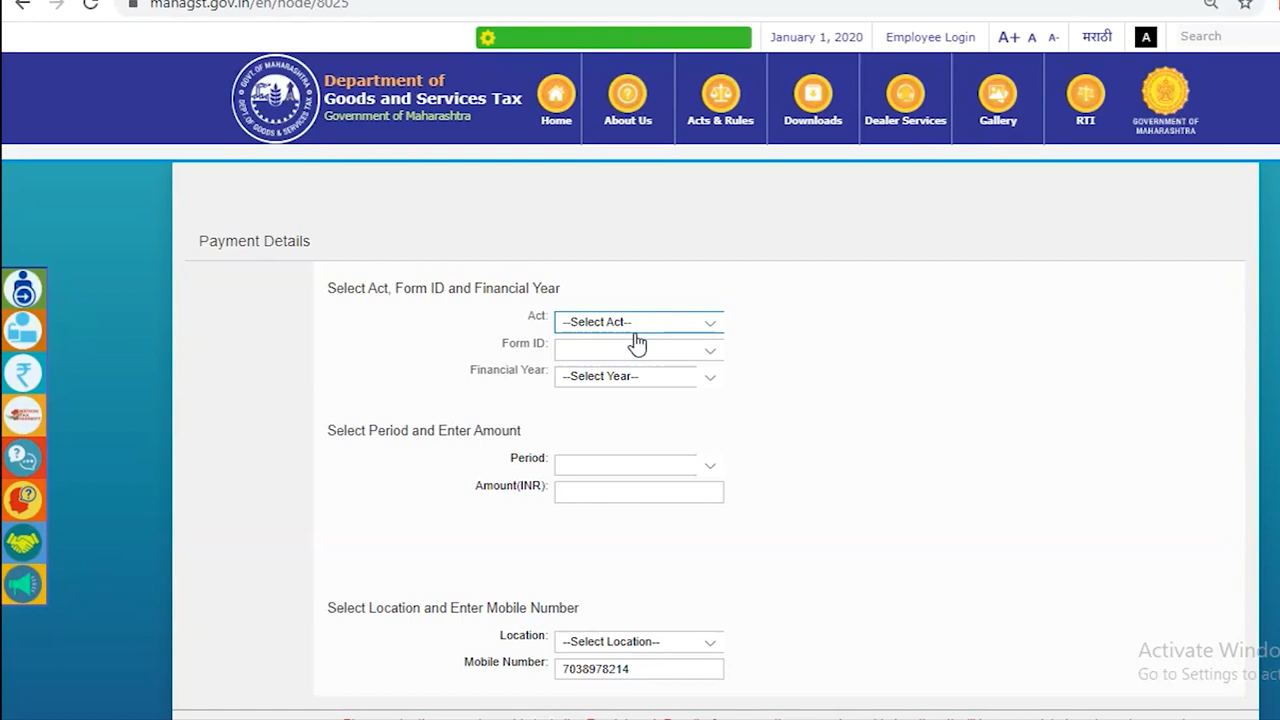 managst.gov.in/en/node/8025
January 1, 2020
Employee Login
A+ A A-
मराठी
A
Search
Department of
Goods and Services Tax
Government of Maharashtra
Home
About Us
Acts & Rules
Downloads
Dealer Services
Gallery
RTI
GOVERNMENT OF
MAHARASHTRA
Payment Details
Select Act, Form ID and Financial Year
Act: --Select Act--
Form ID:
Financial Year: --Select Year--
Select Period and Enter Amount
Period:
Amount(INR):
Select Location and Enter Mobile Number
Location: --Select Location--
Mobile Number: 7038978214
Activate Windo
Go to Settings to act